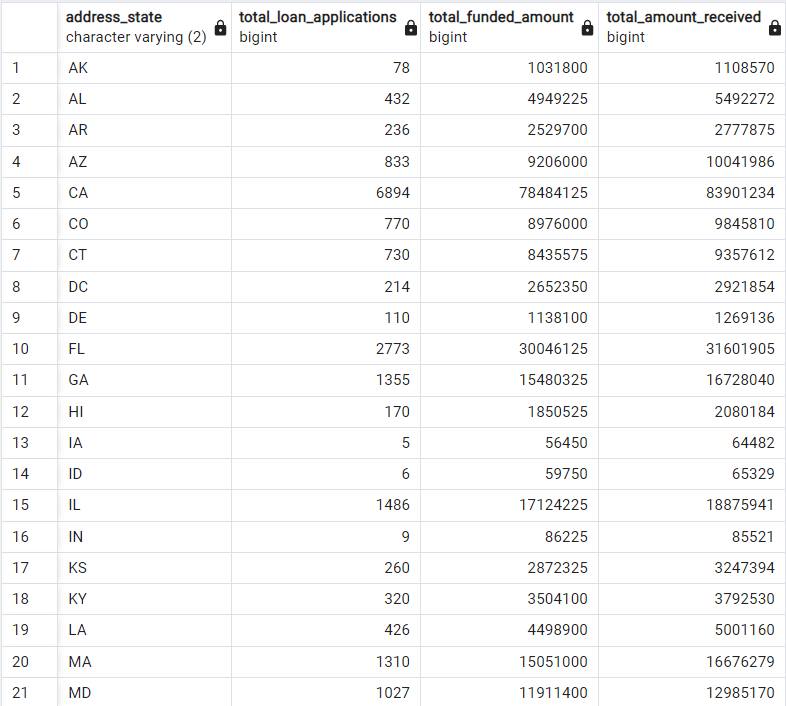 address_state total_loan_applications total_funded_amount total_amount_received
character varying (2) bigint bigint bigint
1 AK 78 1031800 1108570
2 AL 432 4949225 5492272
3 AR 236 2529700 2777875
4 AZ 833 9206000 10041986
5 CA 6894 78484125 83901234
6 CO 770 8976000 9845810
7 CT 730 8435575 9357612
8 DC 214 2652350 2921854
9 DE 110 1138100 1269136
10 FL 2773 30046125 31601905
11 GA 1355 15480325 16728040
12 HI 170 1850525 2080184
13 IA 5 56450 64482
14 ID 6 59750 65329
15 IL 1486 17124225 18875941
16 IN 9 86225 85521
17 KS 260 2872325 3247394
18 KY 320 3504100 3792530
19 LA 426 4498900 5001160
20 MA 1310 15051000 16676279
21 MD 1027 11911400 12985170